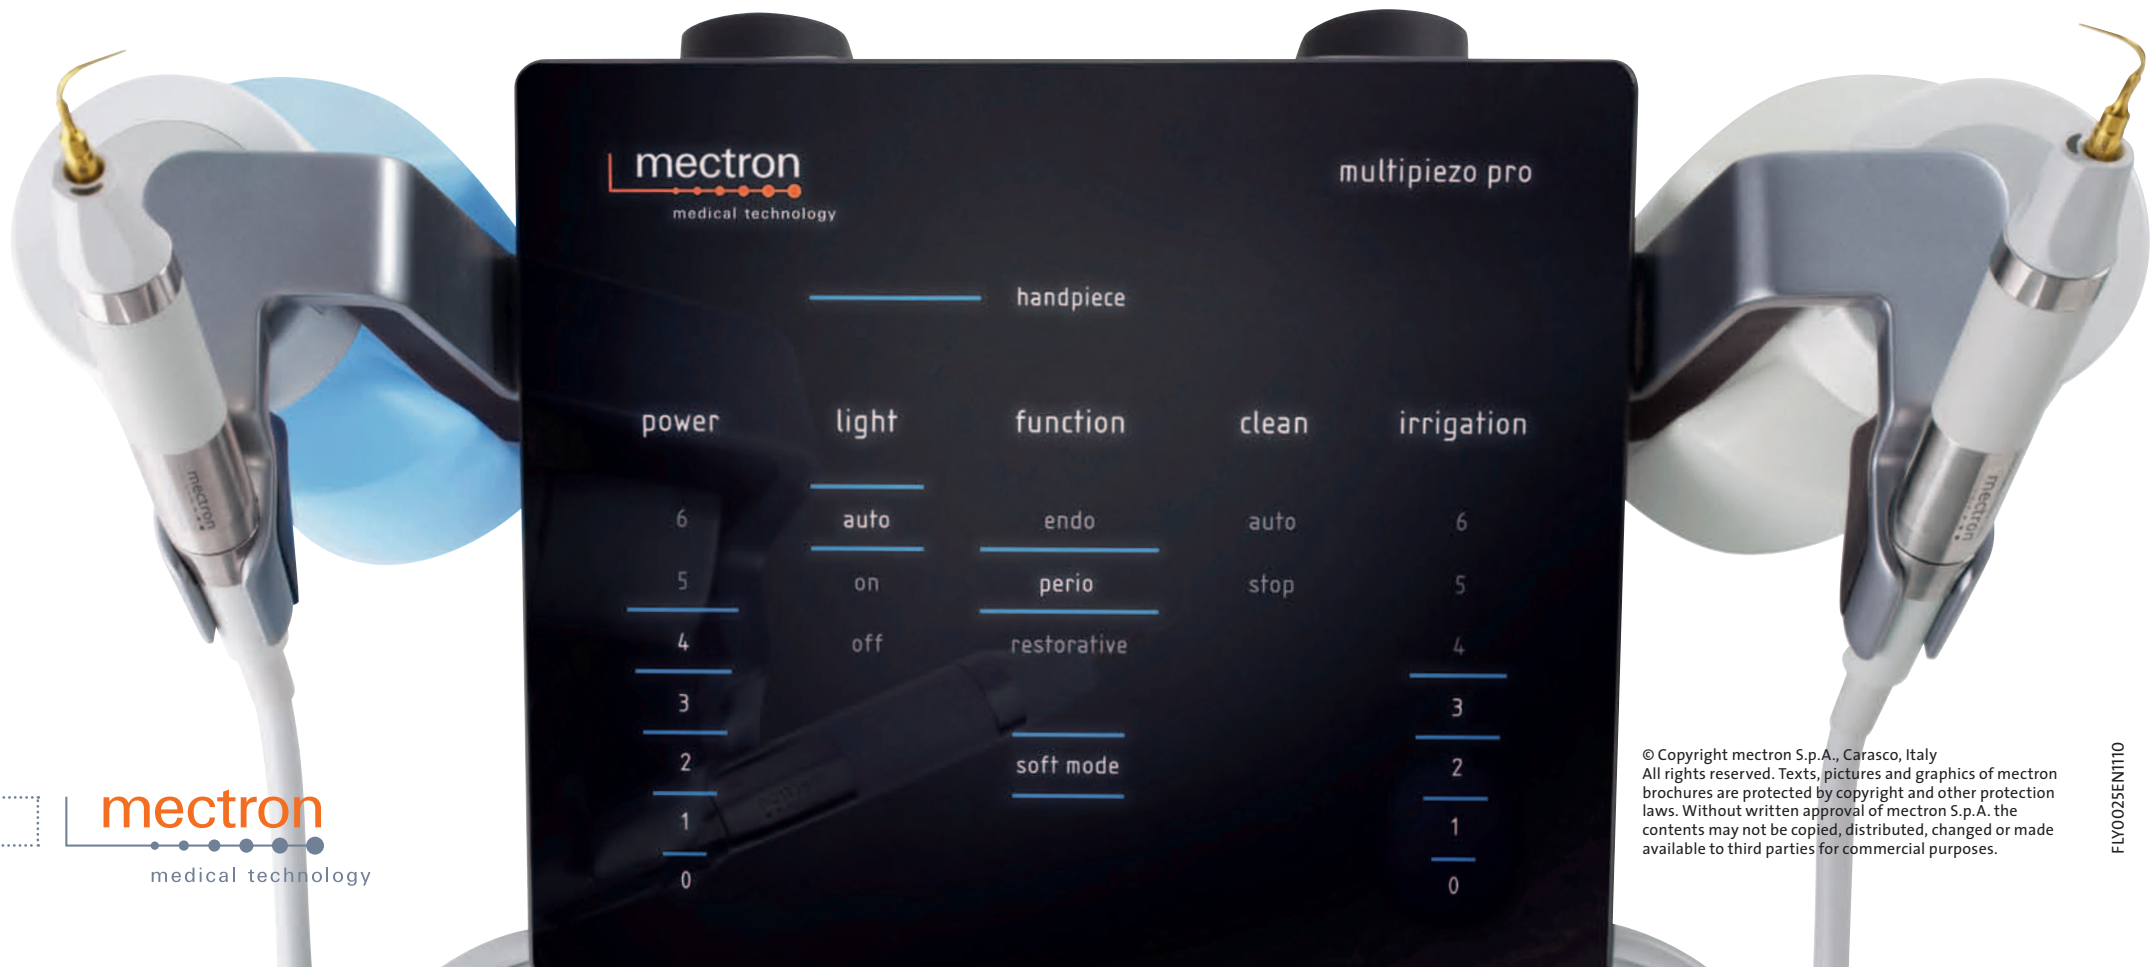 mectron
medical technology
multipiezo pro
handpiece
power light function clean irrigation
6 auto endo auto 6
5 on perio stop 5
4 off restorative 4
3 3
2 soft mode 2
1 1
0 0
mectron
mectron
mectron
medical technology
© Copyright mectron S.p.A., Carasco, Italy
All rights reserved. Texts, pictures and graphics of mectron
brochures are protected by copyright and other protection
laws. Without written approval of mectron S.p.A. the
contents may not be copied, distributed, changed or made
available to third parties for commercial purposes.
FLY0025EN1110